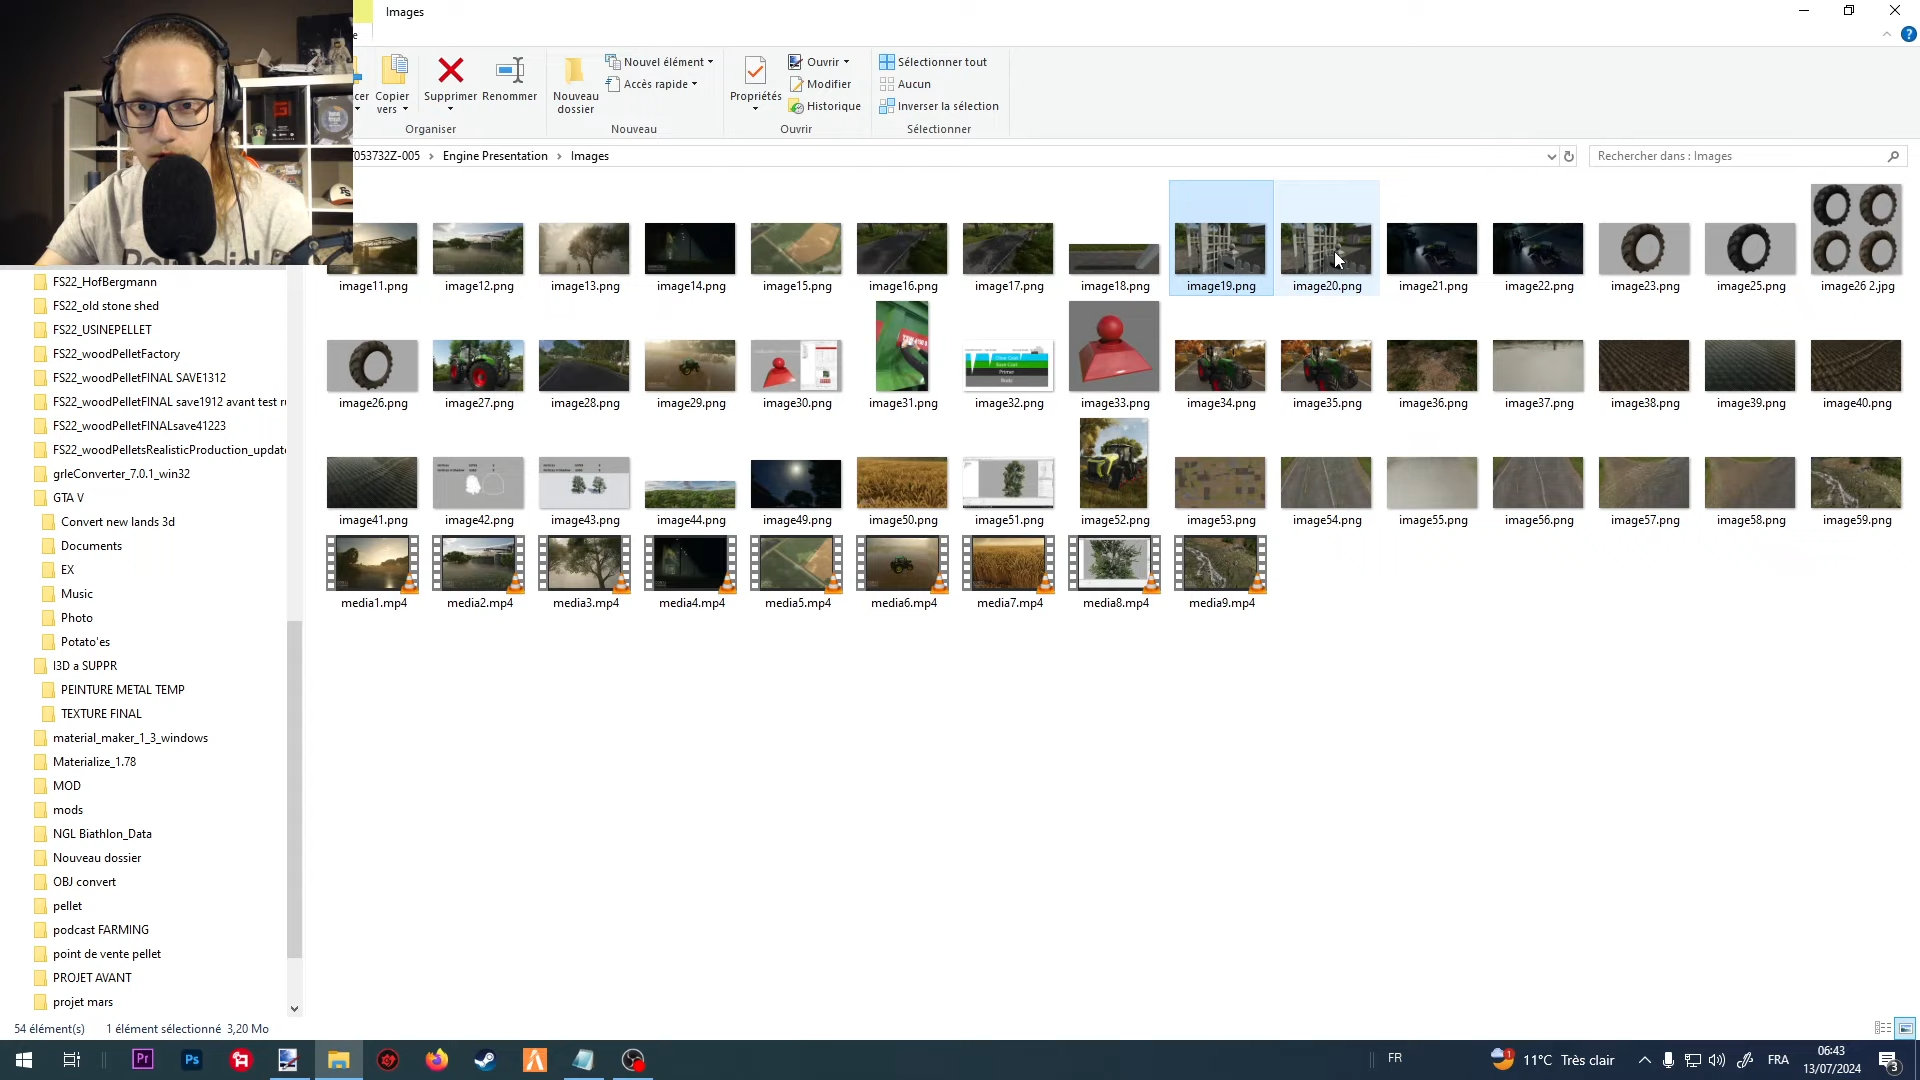 Images
Copier
vers
Supprimer
Renommer
Organiser
Nouveau
dossier
Nouvel élément
Accès rapide
Nouveau
Propriétés
Ouvrir
Modifier
Historique
Ouvrir
Sélectionner tout
Aucun
Inverser la sélection
Sélectionner
T053732Z-005 > Engine Presentation > Images
Rechercher dans : Images
image11.png image12.png image13.png image14.png image15.png image16.png image17.png image18.png image19.png image20.png image21.png image22.png image23.png image25.png image26 2.jpg
image26.png image27.png image28.png image29.png image30.png image31.png image32.png image33.png image34.png image35.png image36.png image37.png image38.png image39.png image40.png
image41.png image42.png image43.png image44.png image49.png image50.png image51.png image52.png image53.png image54.png image55.png image56.png image57.png image58.png image59.png
media1.mp4 media2.mp4 media3.mp4 media4.mp4 media5.mp4 media6.mp4 media7.mp4 media8.mp4 media9.mp4
FS22_HofBergmann
FS22_old stone shed
FS22_USINEPELLET
FS22_woodPelletFactory
FS22_woodPelletFINAL SAVE1312
FS22_woodPelletFINAL save1912 avant test r
FS22_woodPelletFINALsave41223
FS22_woodPelletsRealisticProduction_updat
grleConverter_7.0.1_win32
GTA V
Convert new lands 3d
Documents
EX
Music
Photo
Potato'es
I3D a SUPPR
PEINTURE METAL TEMP
TEXTURE FINAL
material_maker_1_3_windows
Materialize_1.78
MOD
mods
NGL Biathlon_Data
Nouveau dossier
OBJ convert
pellet
podcast FARMING
point de vente pellet
PROJET AVANT
projet mars
54 élément(s) 1 élément sélectionné 3,20 Mo
Pr
Ps
FR
11°C Très clair
FRA
06:43
13/07/2024
3